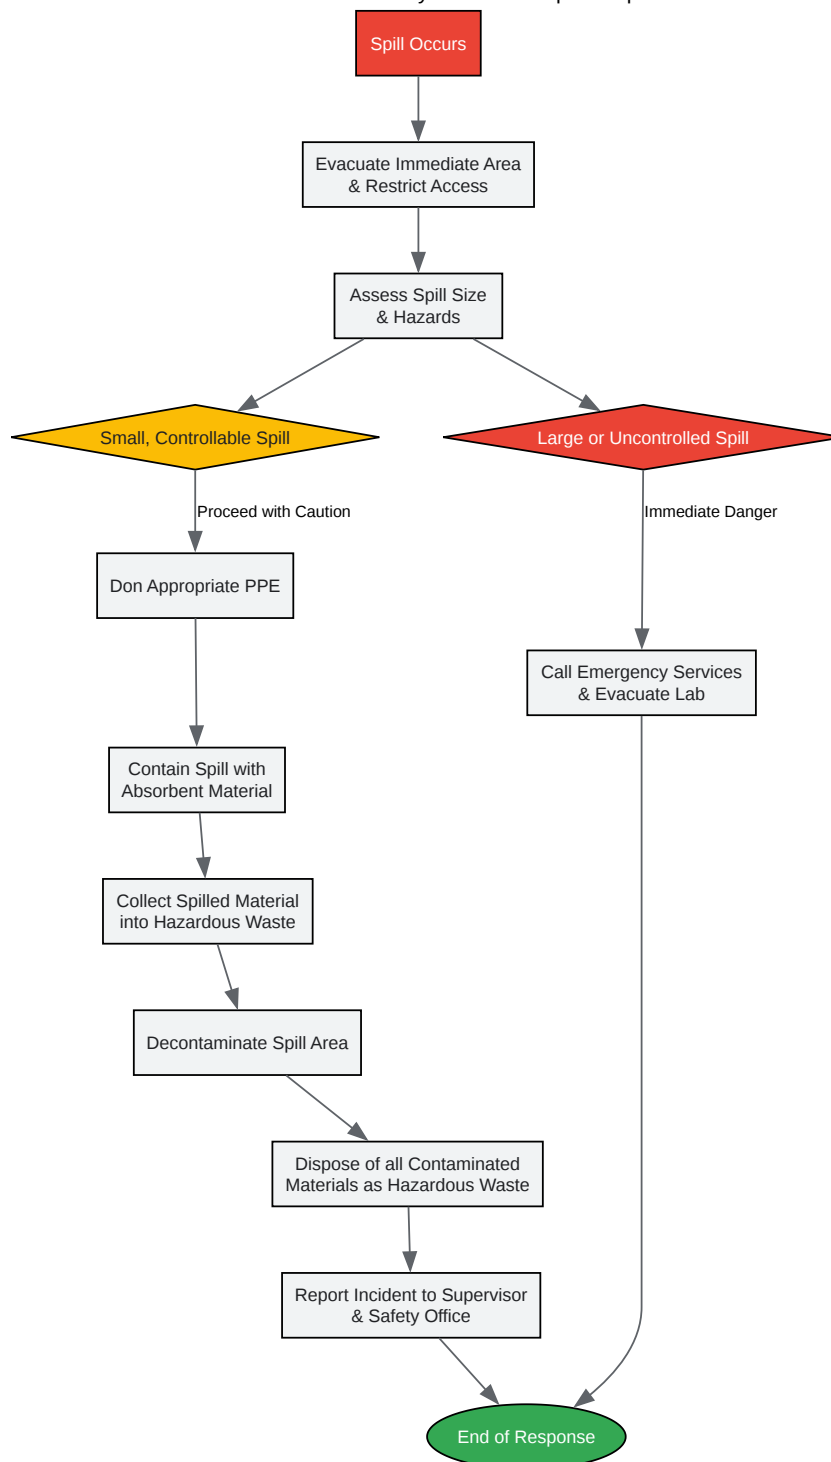 Spill Occurs
Evacuate Immediate Area
& Restrict Access
Assess Spill Size
& Hazards
Small, Controllable Spill
Large or Uncontrolled Spill
Proceed with Caution
Immediate Danger
Don Appropriate PPE
Call Emergency Services
& Evacuate Lab
Contain Spill with
Absorbent Material
Collect Spilled Material
into Hazardous Waste
Decontaminate Spill Area
Dispose of all Contaminated
Materials as Hazardous Waste
Report Incident to Supervisor
& Safety Office
End of Response